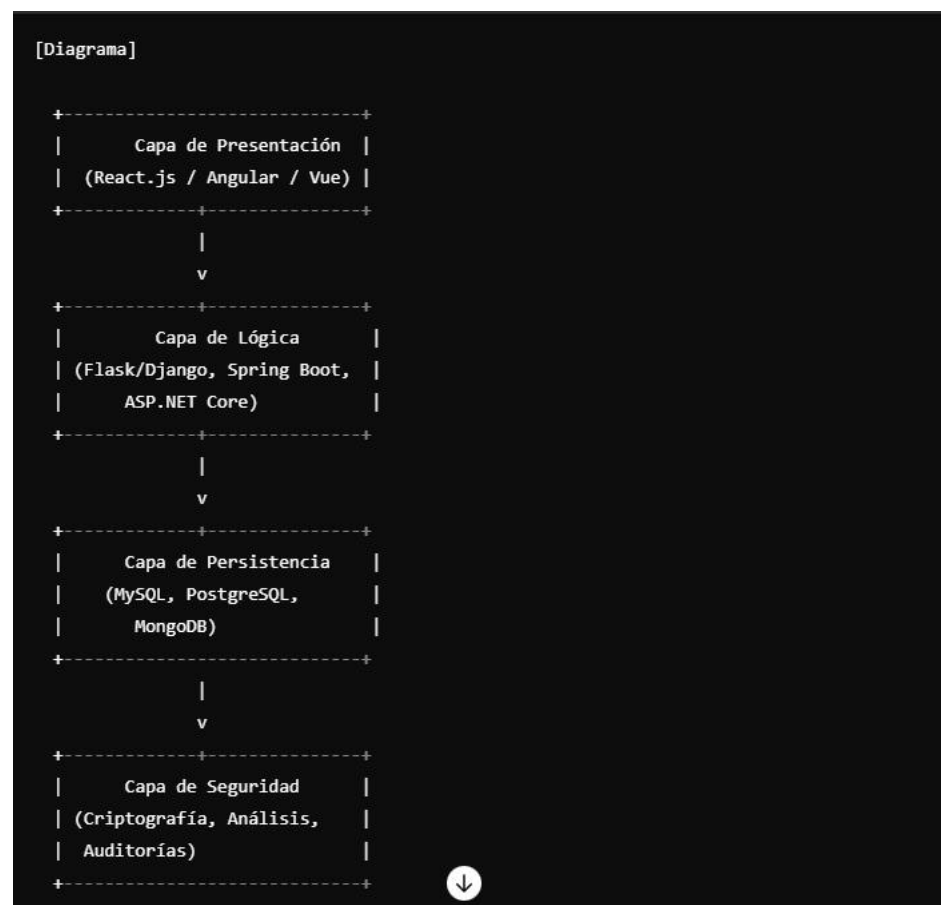 [Diagrama]
+-----------------------------+
|       Capa de Presentación  |
|  (React.js / Angular / Vue) |
+-------------+---------------+
|
v
+-------------+---------------+
|         Capa de Lógica       |
| (Flask/Django, Spring Boot,  |
|      ASP.NET Core)           |
+-------------+---------------+
|
v
+-------------+---------------+
|      Capa de Persistencia    |
|    (MySQL, PostgreSQL,       |
|       MongoDB)               |
+-----------------------------+
|
v
+-------------+---------------+
|      Capa de Seguridad      |
| (Criptografía, Análisis,    |
|  Auditorías)                |
+-----------------------------+